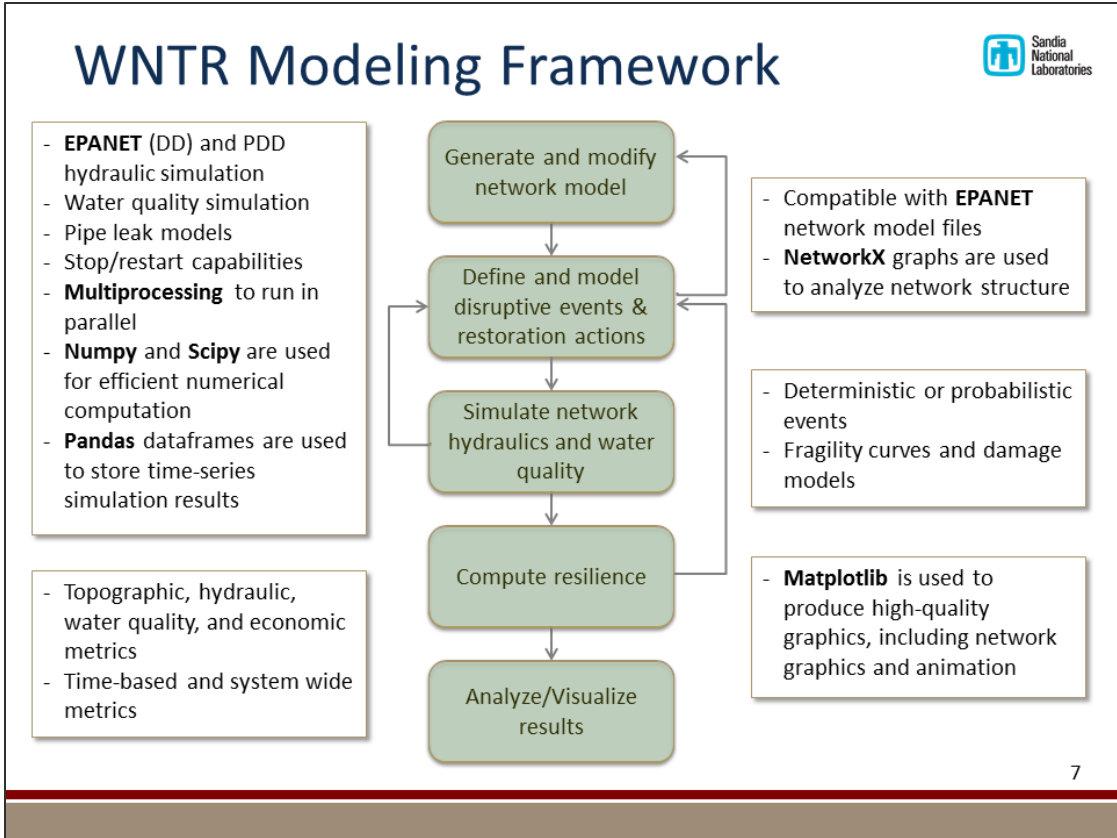 WNTR Modeling Framework
Sandia
National
Laboratories
- EPANET (DD) and PDD
hydraulic simulation
- Water quality simulation
- Pipe leak models
- Stop/restart capabilities
- Multiprocessing to run in
parallel
- Numpy and Scipy are used
for efficient numerical
computation
- Pandas dataframes are used
to store time-series
simulation results
- Topographic, hydraulic,
water quality, and economic
metrics
- Time-based and system wide
metrics
Generate and modify
network model
Define and model
disruptive events &
restoration actions
Simulate network
hydraulics and water
quality
Compute resilience
Analyze/Visualize
results
- Compatible with EPANET
network model files
- NetworkX graphs are used
to analyze network structure
- Deterministic or probabilistic
events
- Fragility curves and damage
models
- Matplotlib is used to
produce high-quality
graphics, including network
graphics and animation
7